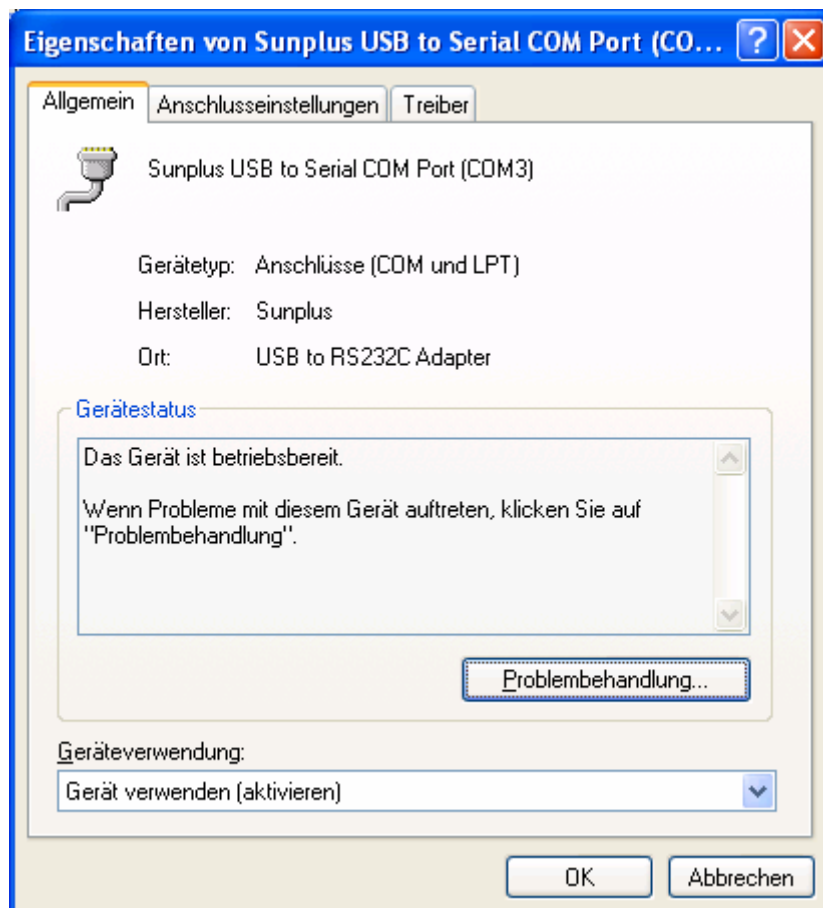 Eigenschaften von Sunplus USB to Serial COM Port (CO...
Allgemein
Anschlusseinstellungen
Treiber
Sunplus USB to Serial COM Port (COM3)
Gerätetyp: Anschlüsse (COM und LPT)
Hersteller: Sunplus
Ort: USB to RS232C Adapter
Gerätestatus
Das Gerät ist betriebsbereit.
Wenn Probleme mit diesem Gerät auftreten, klicken Sie auf
"Problembehandlung".
Problembehandlung...
Geräteverwendung:
Gerät verwenden (aktivieren)
OK
Abbrechen